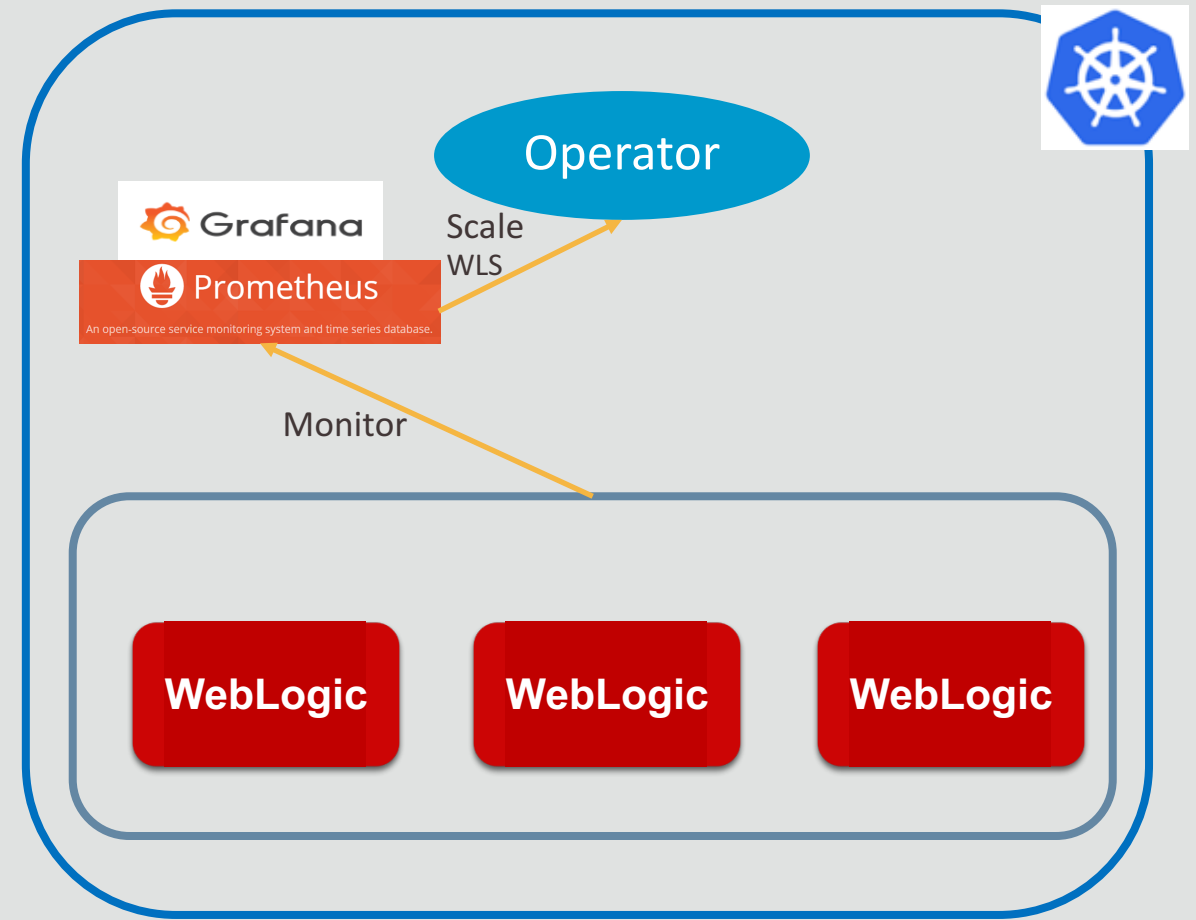 Operator
Grafana
Scale
WLS
Prometheus
An open-source service monitoring system and time series database.
Monitor
WebLogic
WebLogic
WebLogic